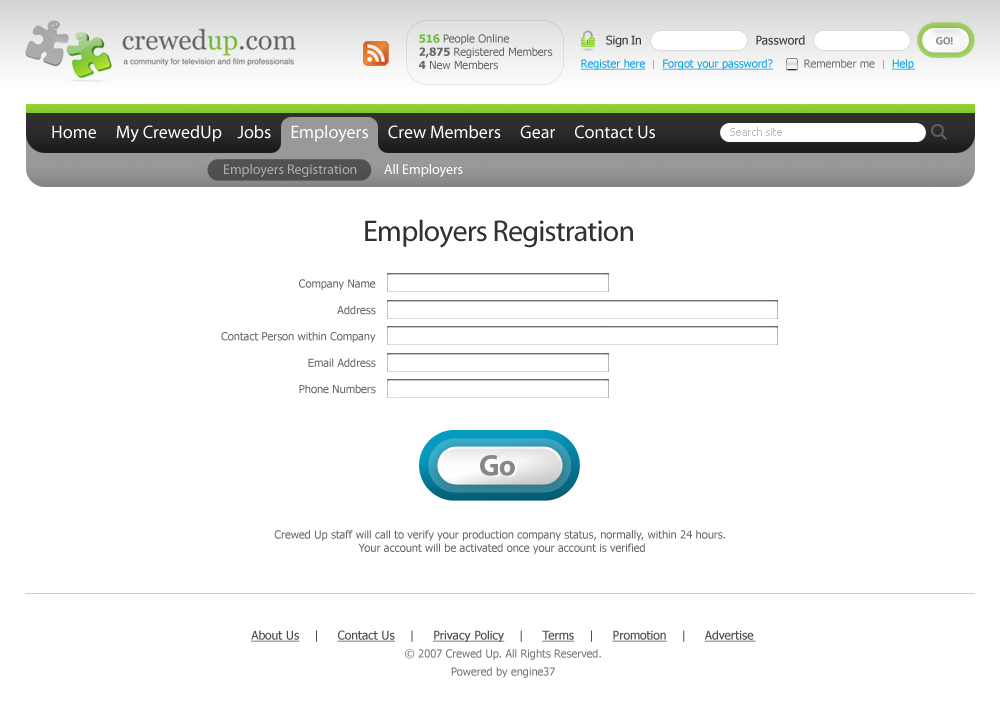 crewedup.com
a community for television and film professionals
516 People Online
2,875 Registered Members
4 New Members
Sign In
Password
GO!
Register here | Forgot your password? Remember me | Help
Home My CrewedUp Jobs Employers Crew Members Gear Contact Us
Search site
Employers Registration All Employers
Employers Registration
Company Name
Address
Contact Person within Company
Email Address
Phone Numbers
Go
Crewed Up staff will call to verify your production company status, normally, within 24 hours.
Your account will be activated once your account is verified
About Us | Contact Us | Privacy Policy | Terms | Promotion | Advertise
© 2007 Crewed Up. All Rights Reserved.
Powered by engine37